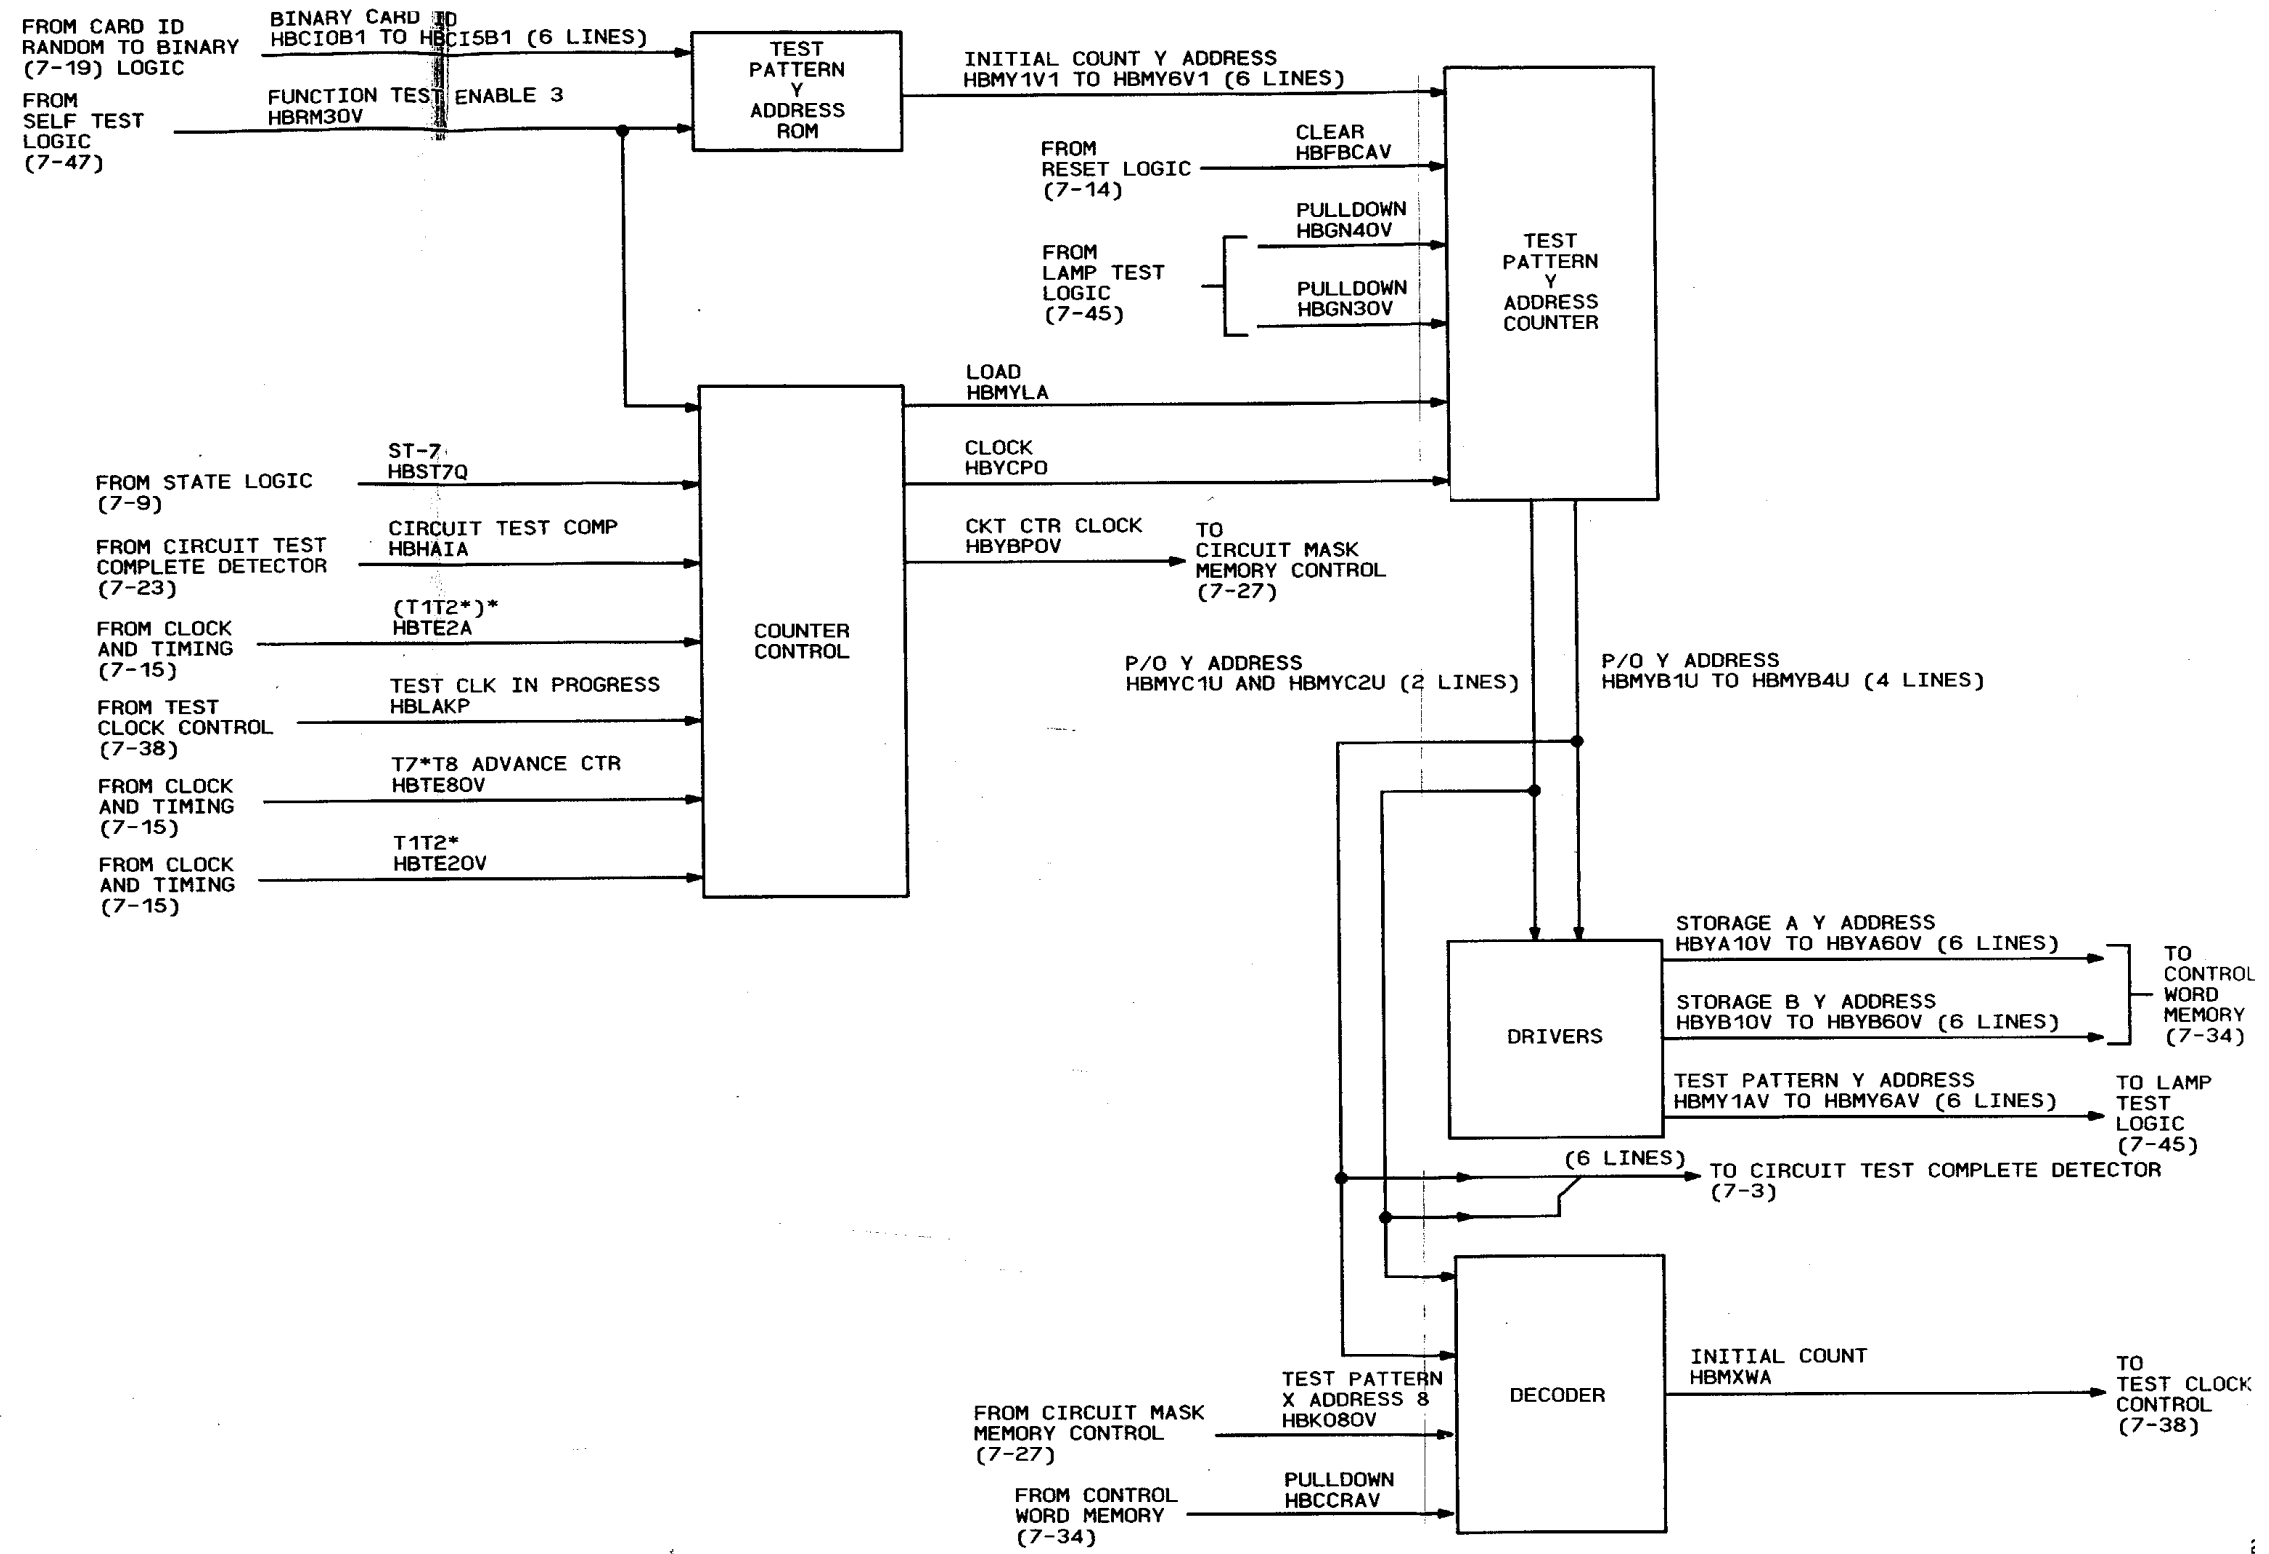 FROM CARD ID
RANDOM TO BINARY
(7-19) LOGIC
BINARY CARD ID
HBCI0B1 TO HBCI5B1 (6 LINES)
FROM
SELF TEST
LOGIC
(7-47)
FUNCTION TEST ENABLE 3
HBRM30V
TEST
PATTERN
Y
ADDRESS
ROM
INITIAL COUNT Y ADDRESS
HBMY1V1 TO HBMY6V1 (6 LINES)
FROM
RESET LOGIC
(7-14)
CLEAR
HBFBCAV
FROM
LAMP TEST
LOGIC
(7-45)
PULLDOWN
HBGN40V
PULLDOWN
HBGN30V
TEST
PATTERN
Y
ADDRESS
COUNTER
LOAD
HBMYLA
CLOCK
HBYCPO
CKT CTR CLOCK
HBYBPOV
TO
CIRCUIT MASK
MEMORY CONTROL
(7-27)
FROM STATE LOGIC
(7-9)
ST-7
HBST7Q
FROM CIRCUIT TEST
COMPLETE DETECTOR
(7-23)
CIRCUIT TEST COMP
HBHAIA
FROM CLOCK
AND TIMING
(7-15)
(T1T2*)*
HBTE2A
FROM TEST
CLOCK CONTROL
(7-38)
TEST CLK IN PROGRESS
HBLAKP
FROM CLOCK
AND TIMING
(7-15)
T7*T8 ADVANCE CTR
HBTE80V
FROM CLOCK
AND TIMING
(7-15)
T1T2*
HBTE20V
COUNTER
CONTROL
P/O Y ADDRESS
HBMYC1U AND HBMYC2U (2 LINES)
P/O Y ADDRESS
HBMYB1U TO HBMYB4U (4 LINES)
DRIVERS
STORAGE A Y ADDRESS
HBYA10V TO HBYA60V (6 LINES)
STORAGE B Y ADDRESS
HBYB10V TO HBYB60V (6 LINES)
TO
CONTROL
WORD
MEMORY
(7-34)
TEST PATTERN Y ADDRESS
HBMY1AV TO HBMY6AV (6 LINES)
TO LAMP
TEST
LOGIC
(7-45)
(6 LINES)
TO CIRCUIT TEST COMPLETE DETECTOR
(7-3)
DECODER
INITIAL COUNT
HBMXWA
TO
TEST CLOCK
CONTROL
(7-38)
FROM CIRCUIT MASK
MEMORY CONTROL
(7-27)
TEST PATTERN
X ADDRESS 8
HBK080V
FROM CONTROL
WORD MEMORY
(7-34)
PULLDOWN
HBCCRAV